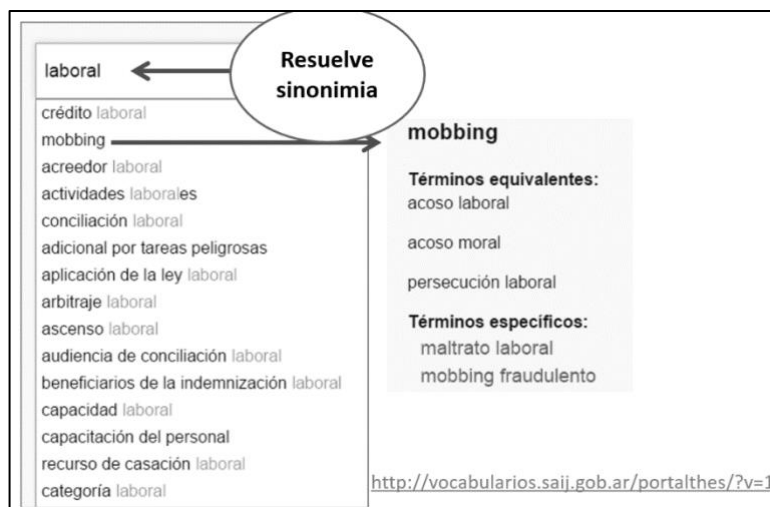 laboral
Resuelve
sinonimia
crédito laboral
mobbing
acreedor laboral
actividades laborales
conciliación laboral
adicional por tareas peligrosas
aplicación de la ley laboral
arbitraje laboral
ascenso laboral
audiencia de conciliación laboral
beneficiarios de la indemnización laboral
capacidad laboral
capacitación del personal
recurso de casación laboral
categoría laboral
mobbing
Términos equivalentes:
acoso laboral
acoso moral
persecución laboral
Términos específicos:
maltrato laboral
mobbing fraudulento
http://vocabularios.saij.gob.ar/portalthes/?v=1